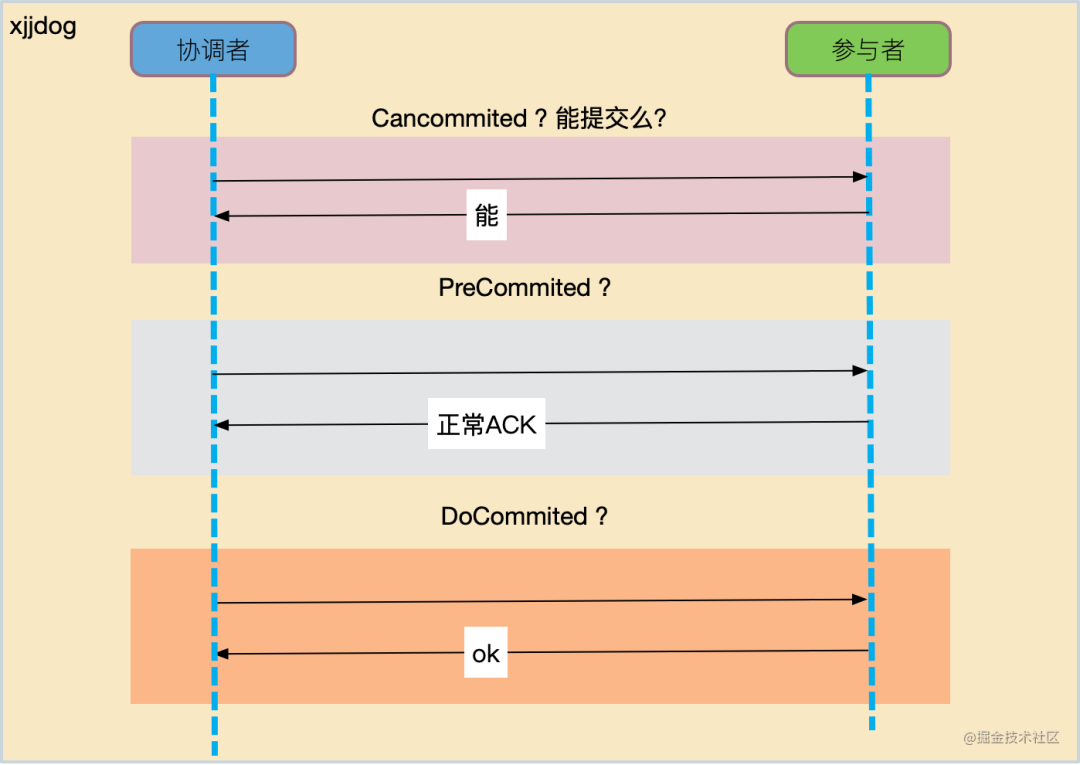 xjjdog
协调者
参与者
Cancommited ? 能提交么?
能
PreCommited ?
正常ACK
DoCommited ?
ok
@掘金技术社区